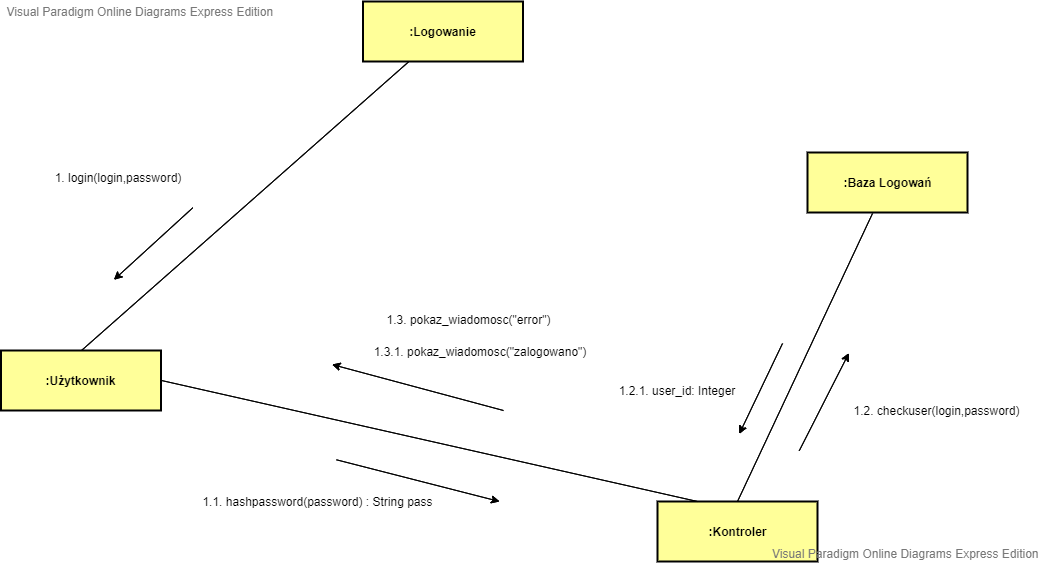 Visual Paradigm Online Diagrams Express Edition
:Logowanie
1. login(login,password)
:Baza Logowań
1.3. pokaz_wiadomosc("error")
1.3.1. pokaz_wiadomosc("zalogowano")
:Użytkownik
1.2.1. user_id: Integer
1.2. checkuser(login,password)
1.1. hashpassword(password) : String pass
:Kontroler
Visual Paradigm Online Diagrams Express Edition